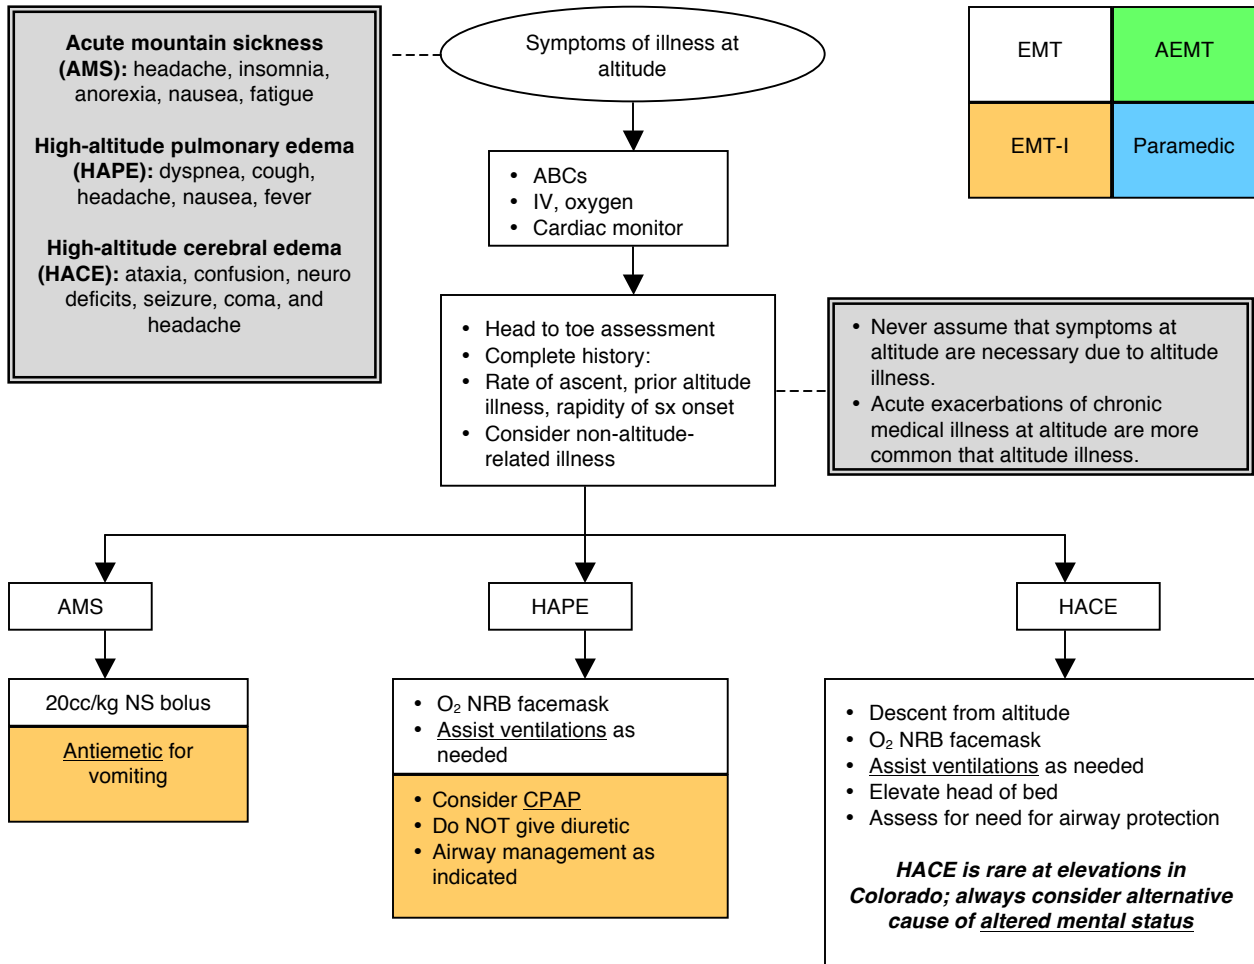 Acute mountain sickness
(AMS): headache, insomnia,
anorexia, nausea, fatigue
High-altitude pulmonary edema
(HAPE): dyspnea, cough,
headache, nausea, fever
High-altitude cerebral edema
(HACE): ataxia, confusion, neuro
deficits, seizure, coma, and
headache
Symptoms of illness at
altitude
EMT
AEMT
EMT-I
Paramedic
• ABCs
• IV, oxygen
• Cardiac monitor
• Head to toe assessment
• Complete history:
• Rate of ascent, prior altitude
illness, rapidity of sx onset
• Consider non-altitude-
related illness
• Never assume that symptoms at
altitude are necessary due to altitude
illness.
• Acute exacerbations of chronic
medical illness at altitude are more
common that altitude illness.
AMS
20cc/kg NS bolus
Antiemetic for
vomiting
HAPE
• O₂ NRB facemask
• Assist ventilations as
needed
• Consider CPAP
• Do NOT give diuretic
• Airway management as
indicated
HACE
• Descent from altitude
• O₂ NRB facemask
• Assist ventilations as needed
• Elevate head of bed
• Assess for need for airway protection
HACE is rare at elevations in
Colorado; always consider alternative
cause of altered mental status